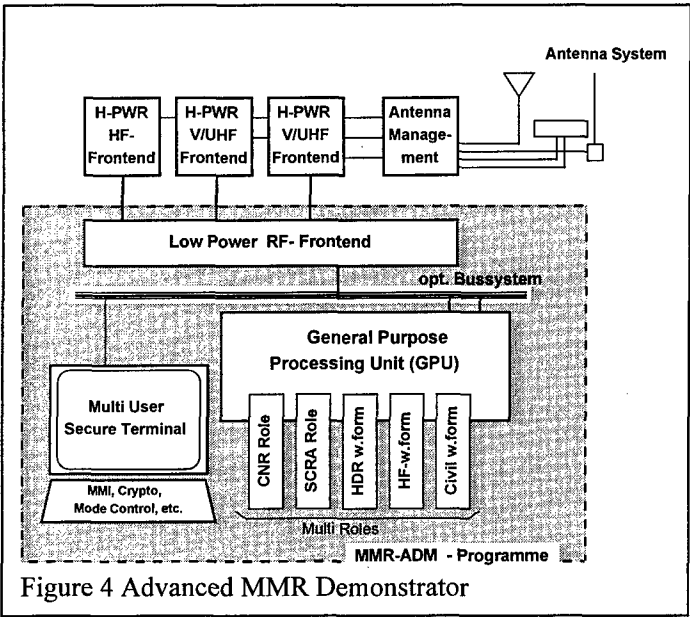 Antenna System
H-PWR
HF-
Frontend
H-PWR
V/UHF
Frontend
H-PWR
V/UHF
Frontend
Antenna
Manage-
ment
Low Power RF- Frontend
opt. Bussystem
General Purpose
Processing Unit (GPU)
Multi User
Secure Terminal
MMI, Crypto,
Mode Control, etc.
CNR Role
SCRA Role
HDR w.form
HF-w.form
Civil w.form
Multi Roles
MMR-ADM - Programme
Figure 4 Advanced MMR Demonstrator